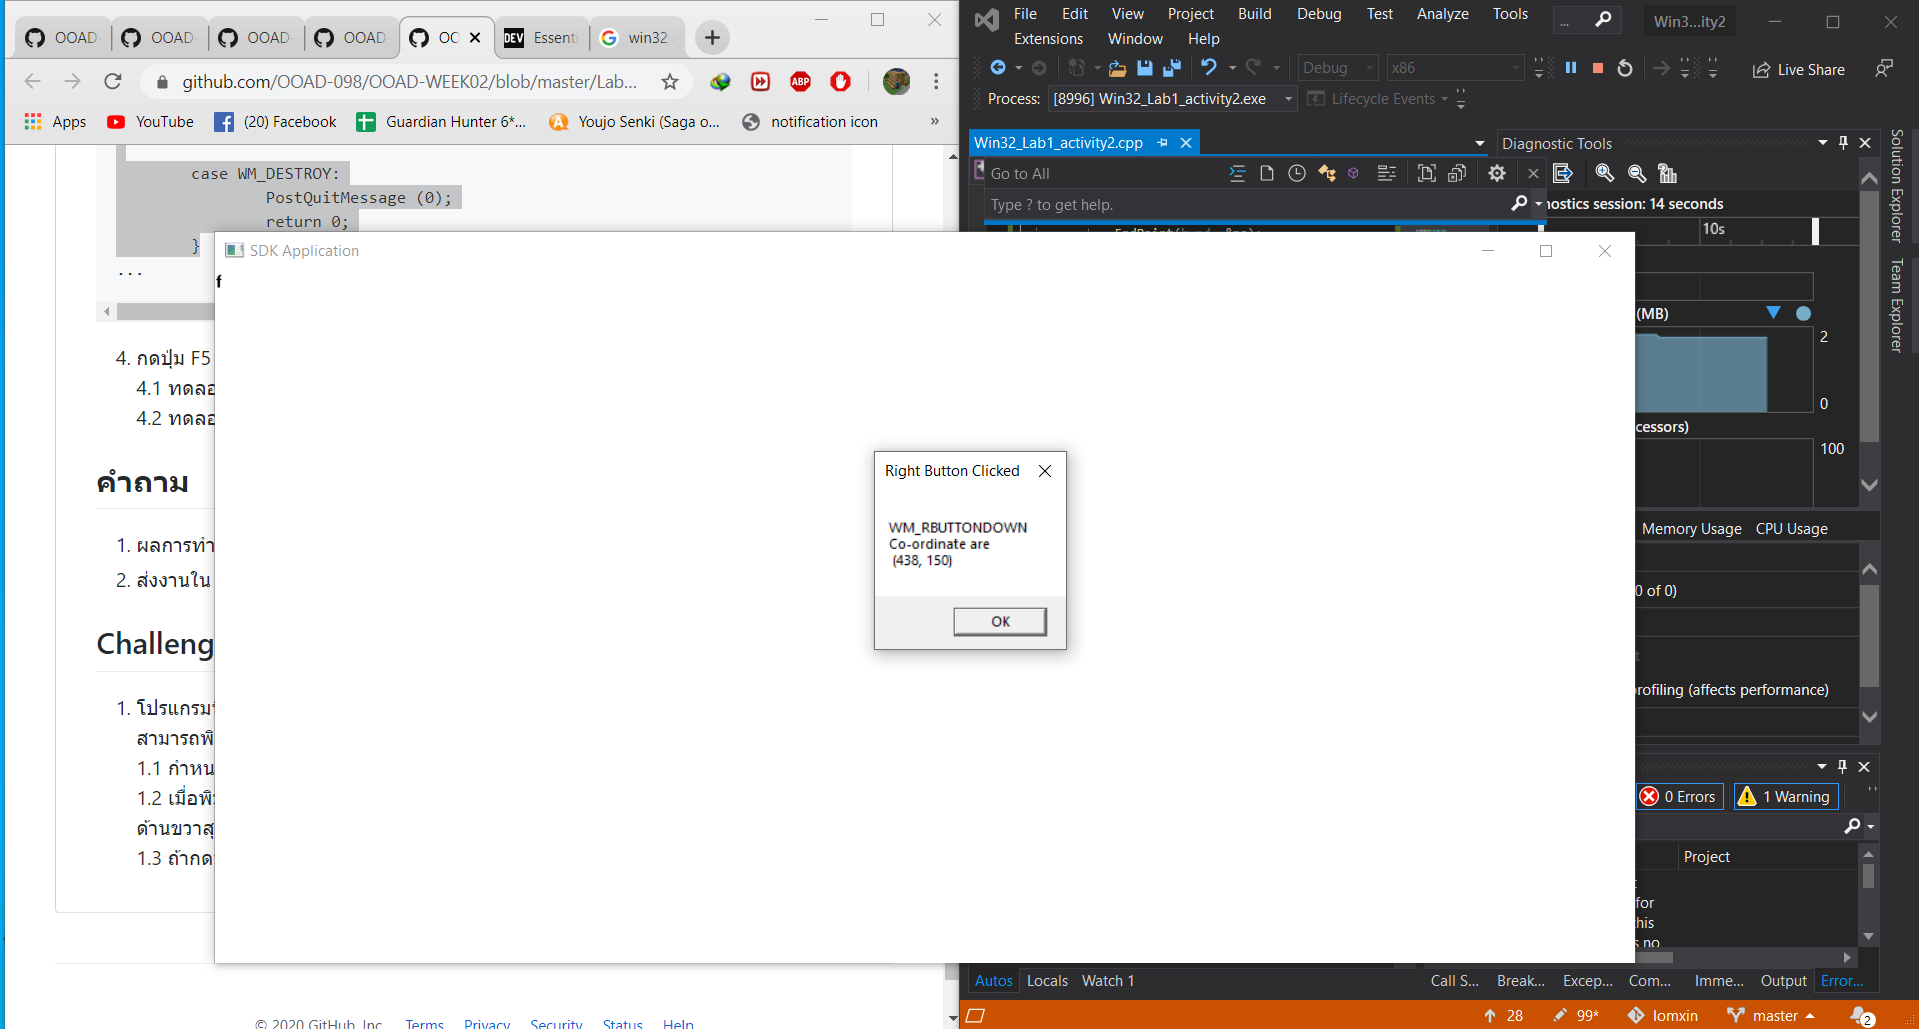 OOAD
OOAD
OOAD
OOAD
OO
Essenti
win32
github.com/OOAD-098/OOAD-WEEK02/blob/master/Lab...
Apps
YouTube
(20) Facebook
Guardian Hunter 6*...
Youjo Senki (Saga o...
notification icon
»
case WM_DESTROY:
PostQuitMessage (0);
return 0;
}
...
4. กดปุ่ม F5
4.1 ทดลอ
4.2 ทดลอ
คำถาม
1. ผลการทำ
2. ส่งงานใน
Challeng
1. โปรแกรม
สามารถพิ
1.1 กำหน
1.2 เมื่อพิ
ด้านขวาสุ
1.3 ถ้ากด
© 2020 GitHub, Inc.
Terms
Privacy
Security
Status
Help
SDK Application
f
Right Button Clicked
WM_RBUTTONDOWN
Co-ordinate are
(438, 150)
OK
File Edit View Project Build Debug Test Analyze Tools
... Win3...ity2
Extensions Window Help
Debug x86
Live Share
Process: [8996] Win32_Lab1_activity2.exe
Lifecycle Events
Win32_Lab1_activity2.cpp
Go to All
Type ? to get help.
Diagnostic Tools
nostics session: 14 seconds
10s
(MB)
2
0
cessors)
100
Memory Usage CPU Usage
0 of 0)
rofiling (affects performance)
0 Errors
1 Warning
Project
for
his
s no
Solution Explorer
Team Explorer
Autos Locals Watch 1
Call S... Break... Excep... Com... Imme... Output Error...
28 99* lomxin master 2